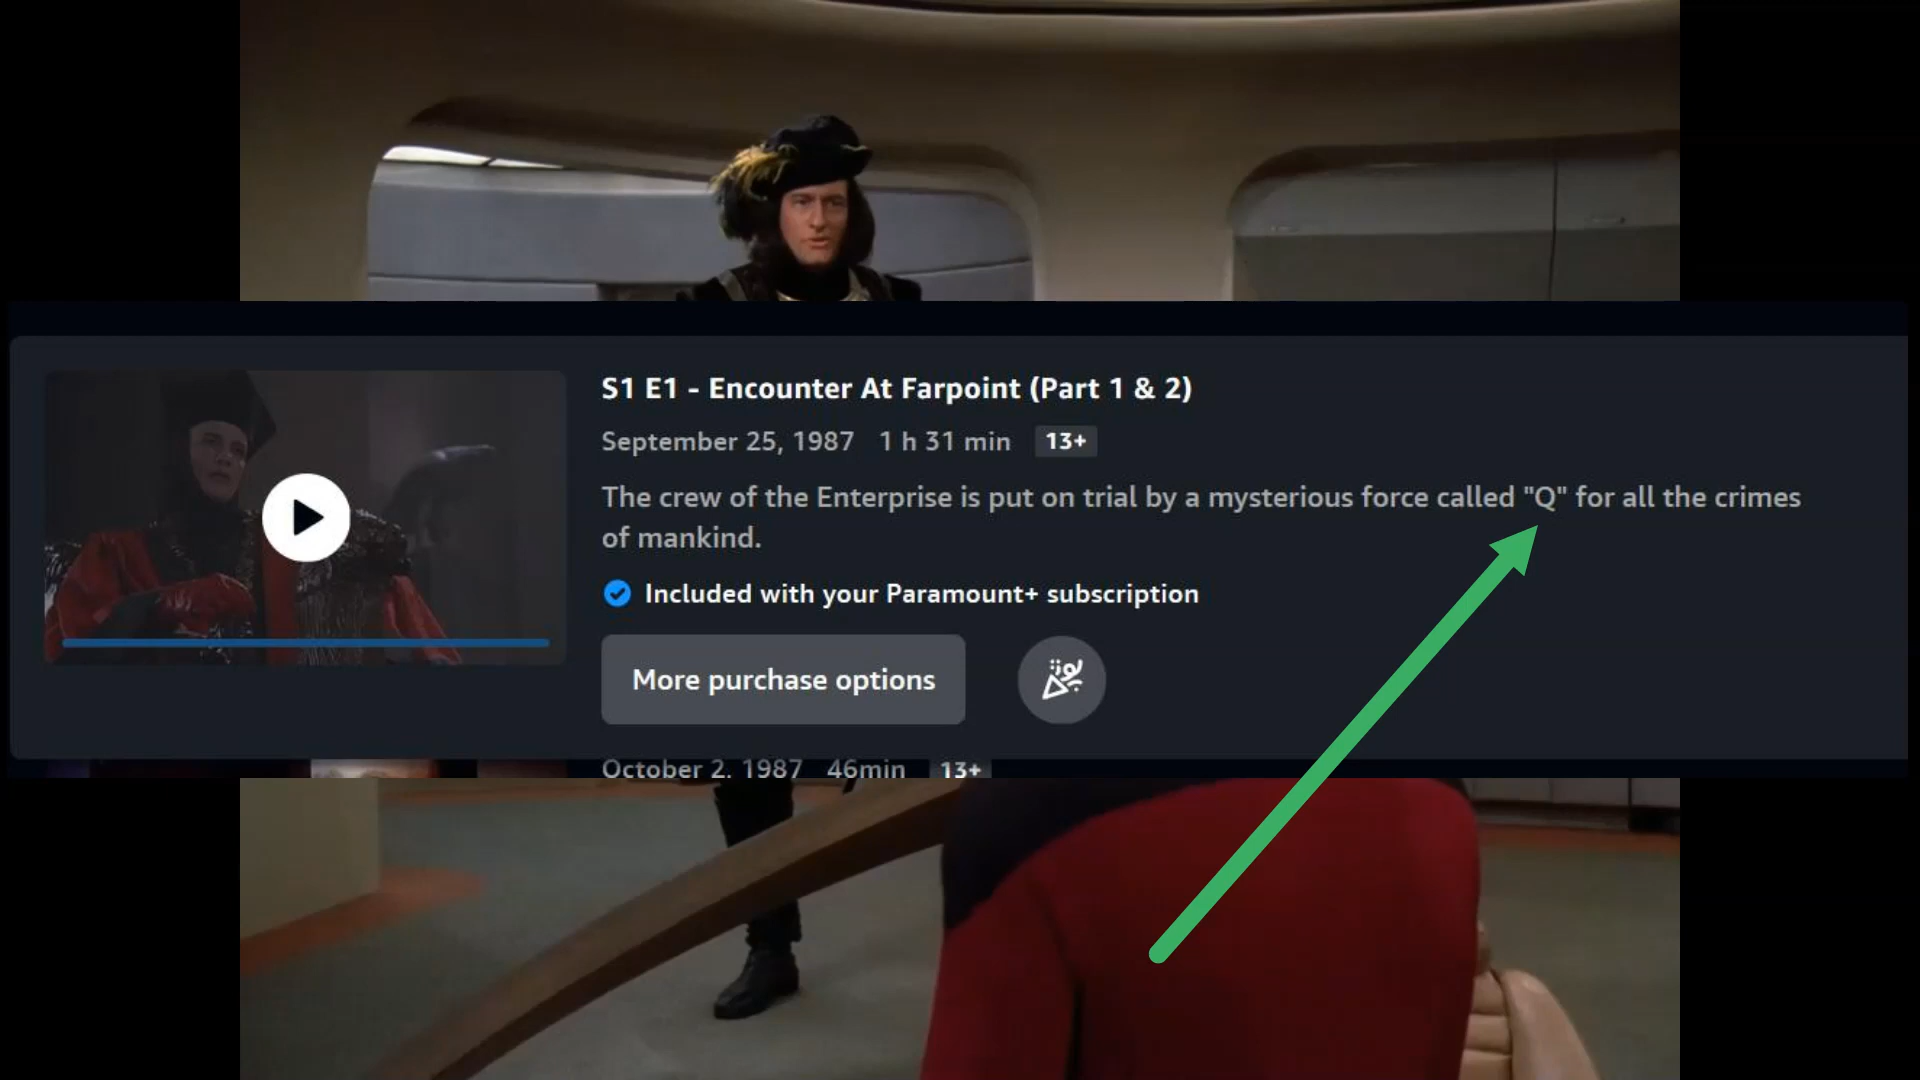 S1 E1 - Encounter At Farpoint (Part 1 & 2)
September 25, 1987 1 h 31 min 13+
The crew of the Enterprise is put on trial by a mysterious force called "Q" for all the crimes
of mankind.
Included with your Paramount+ subscription
More purchase options
October 2, 1987 46min 13+